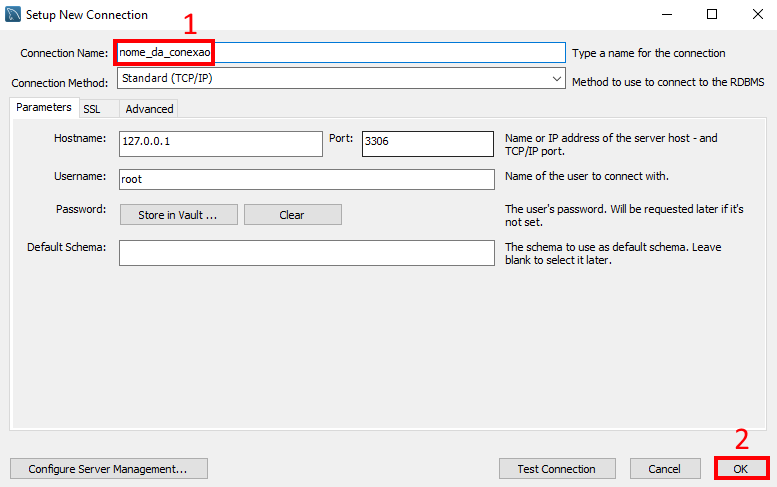 Setup New Connection
1
Connection Name: nome_da_conexao Type a name for the connection
Connection Method: Standard (TCP/IP) Method to use to connect to the RDBMS
Parameters SSL Advanced
Hostname: 127.0.0.1 Port: 3306 Name or IP address of the server host - and
TCP/IP port.
Username: root Name of the user to connect with.
Password: Store in Vault ... Clear The user's password. Will be requested later if it's
not set.
Default Schema: The schema to use as default schema. Leave
blank to select it later.
2
Configure Server Management... Test Connection Cancel OK